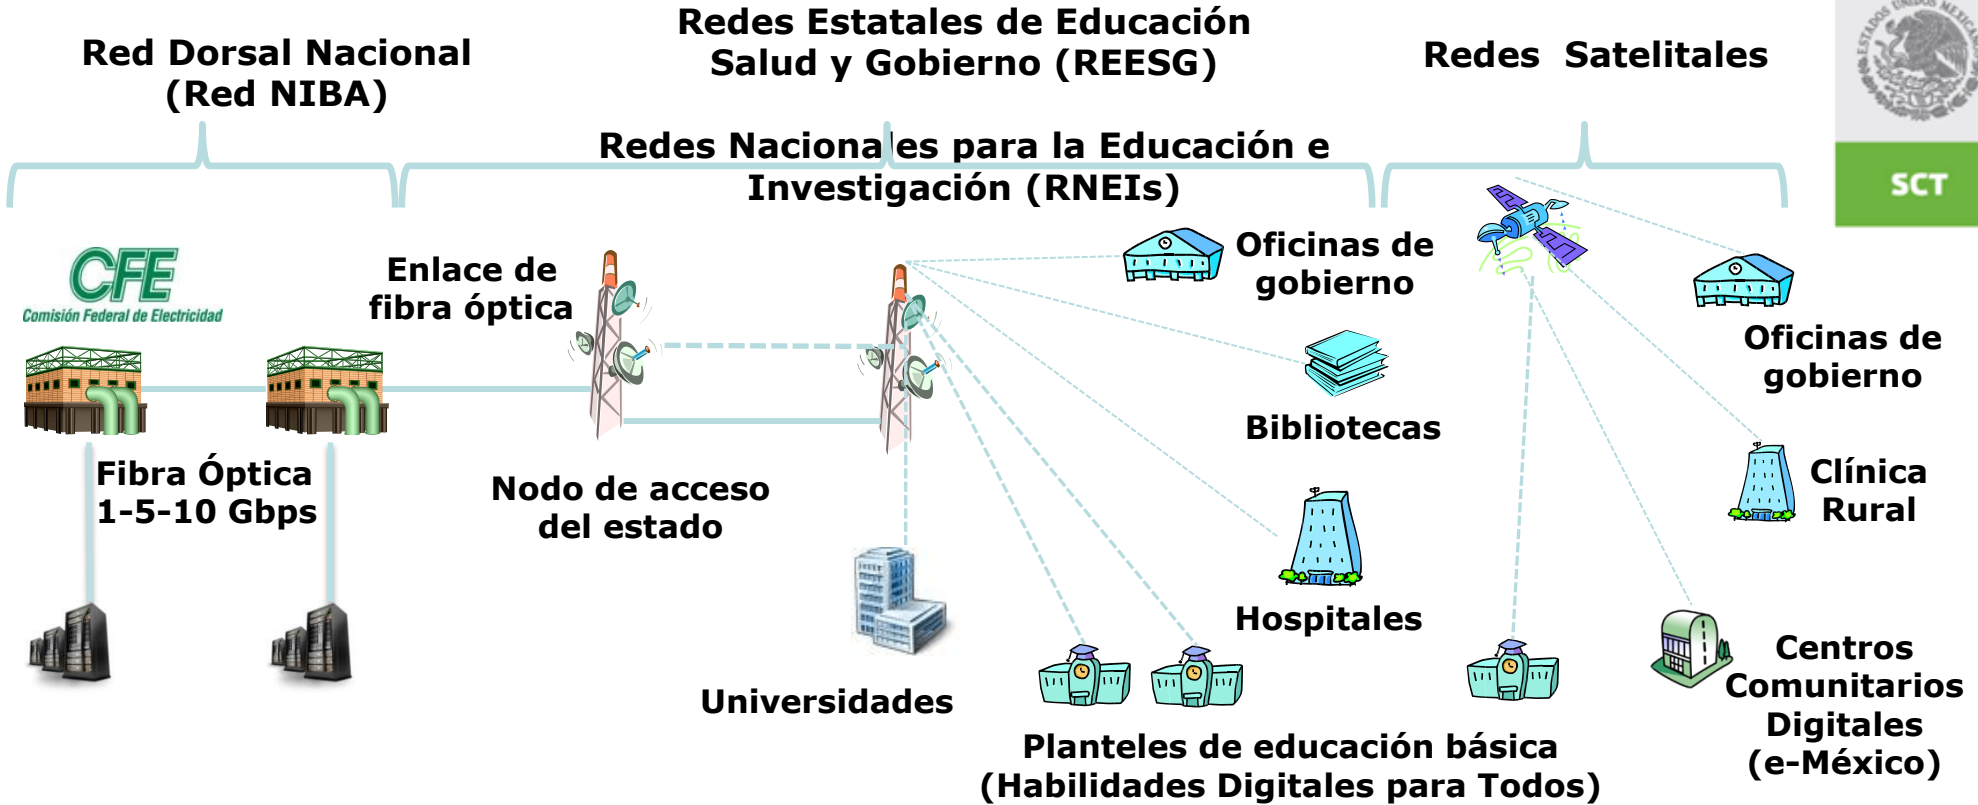 Red Dorsal Nacional
(Red NIBA)
Redes Estatales de Educación
Salud y Gobierno (REESG)
Redes Nacionales para la Educación e
Investigación (RNEIs)
Redes Satelitales
ESTADOS UNIDOS MEXICANOS
SCT
CFE
Comisión Federal de Electricidad
Enlace de
fibra óptica
Fibra Óptica
1-5-10 Gbps
Nodo de acceso
del estado
Universidades
Oficinas de
gobierno
Bibliotecas
Hospitales
Planteles de educación básica
(Habilidades Digitales para Todos)
Oficinas de
gobierno
Clínica
Rural
Centros
Comunitarios
Digitales
(e-México)